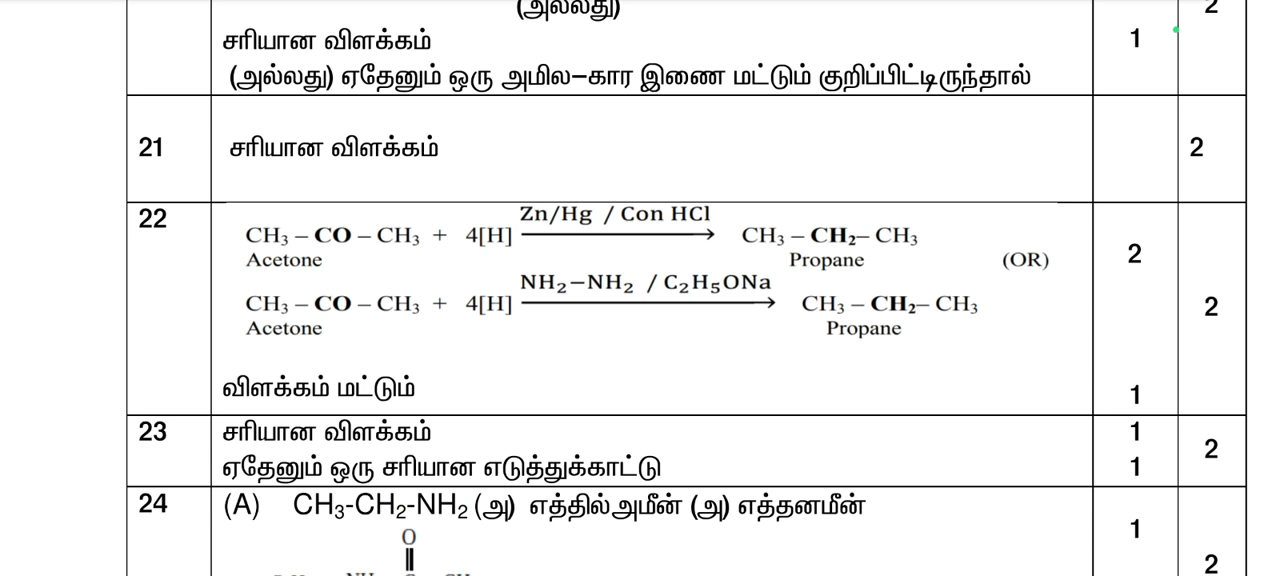 (அல்லது)
2
சரியான விளக்கம்
1
(அல்லது) ஏதேனும் ஒரு அமில–கார இணை மட்டும் குறிப்பிட்டிருந்தால்
21 சரியான விளக்கம் 2
22
Zn/Hg / Con HCl
CH₃ – CO – CH₃ + 4[H] ⟶ CH₃ – CH₂– CH₃
2
Acetone Propane (OR)
NH₂−NH₂ / C₂H₅ONa
CH₃ – CO – CH₃ + 4[H] ⟶ CH₃ – CH₂– CH₃
2
Acetone Propane
விளக்கம் மட்டும் 1
23 சரியான விளக்கம் 1
2
ஏதேனும் ஒரு சரியான எடுத்துக்காட்டு 1
24 (A) CH₃-CH₂-NH₂ (அ) எத்தில்அமீன் (அ) எத்தனமீன்
1
O
2